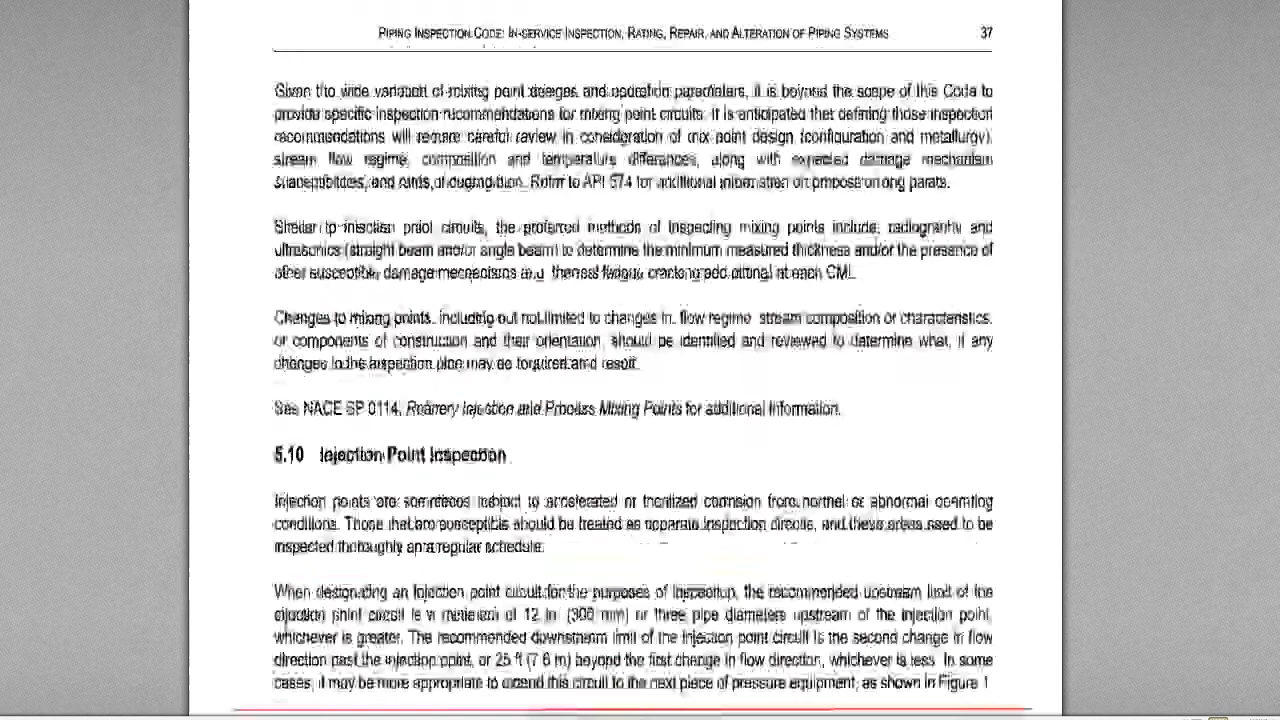 PIPING INSPECTION CODE: IN-SERVICE INSPECTION, RATING, REPAIR, AND ALTERATION OF PIPING SYSTEMS 37
Given the wide variation of mixing point designs and operation parameters, it is beyond the scope of this Code to
provide specific inspection recommendations for mixing point circuits. It is anticipated that defining those inspection
recommendations will require careful review in consideration of mix point design (configuration and metallurgy),
stream flow regime, composition and temperature differences, along with expected damage mechanism
susceptibilities, and rates of degradation. Refer to API 574 for additional information on
Similar to injection point circuits, the preferred methods of inspecting mixing points include, radiography and
ultrasonics (straight beam and/or angle beam) to determine the minimum measured thickness and/or the presence of
other susceptible damage mechanisms (e.g. thermal fatigue cracking and pitting) at each CML.
Changes to mixing points, including but not limited to changes in, flow regime, stream composition or characteristics,
or components of construction and their orientation, should be identified and reviewed to determine what, if any
changes to the inspection plan may be required as a result.
See NACE SP 0114, Refinery Injection and Process Mixing Points for additional information.
5.10 Injection Point Inspection
Injection points are sometimes subject to accelerated or localized corrosion from normal or abnormal operating
conditions. Those that are susceptible should be treated as separate inspection circuits, and these areas need to be
inspected thoroughly on a regular schedule.
When designating an injection point circuit for the purposes of inspection, the recommended upstream limit of the
injection point circuit is a minimum of 12 in. (300 mm) or three pipe diameters upstream of the injection point,
whichever is greater. The recommended downstream limit of the injection point circuit is the second change in flow
direction past the injection point, or 25 ft (7.6 m) beyond the first change in flow direction, whichever is less. In some
cases, it may be more appropriate to extend this circuit to the next piece of pressure equipment, as shown in Figure 1.